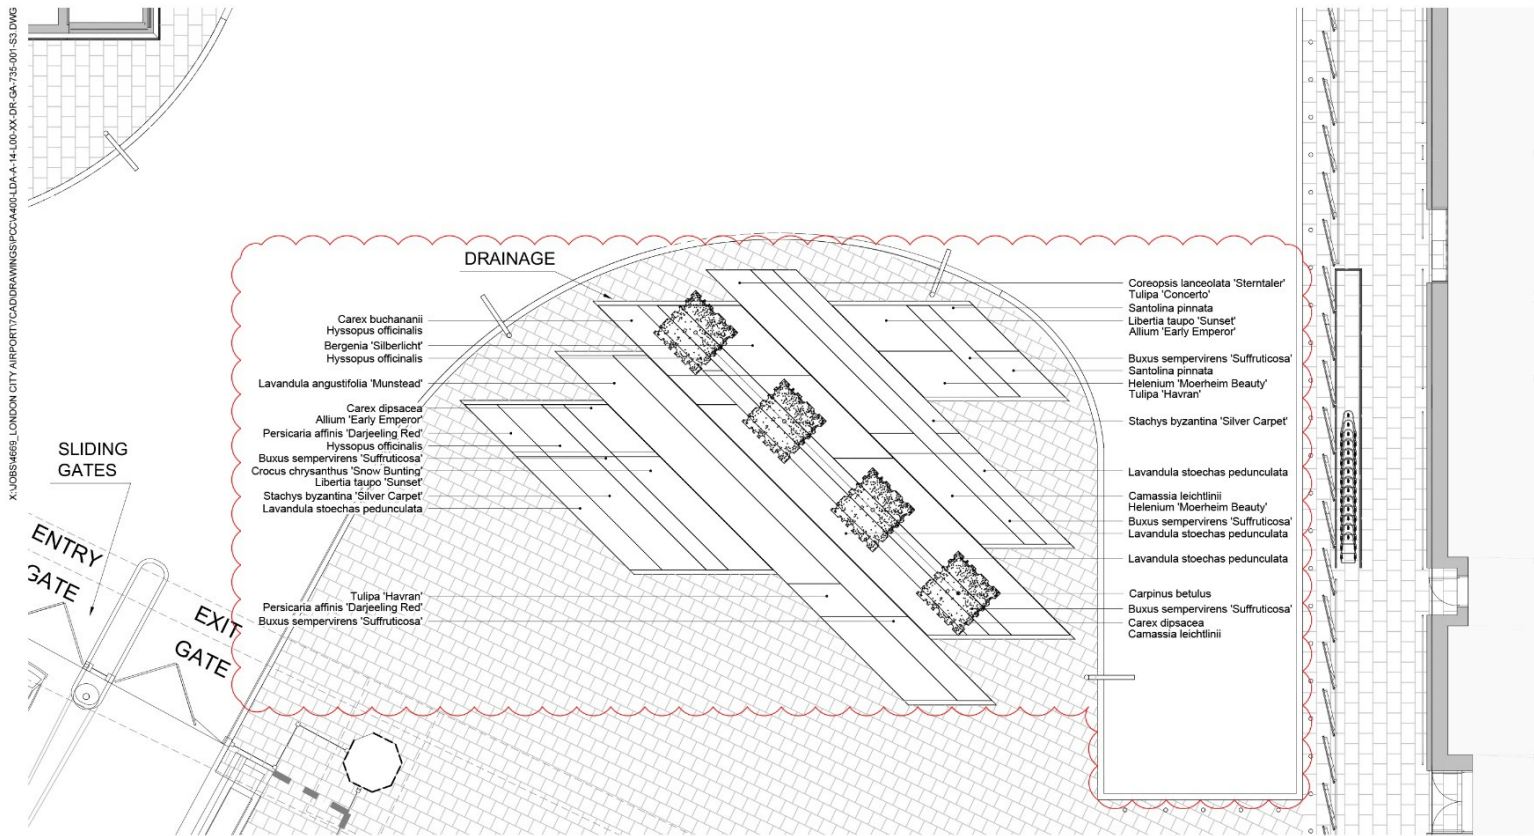 X:\JOBS\4669_LONDON CITY AIRPORT\7CAD\DRAWINGS\PCC\A400-LDA-A-14-L00-XX-DR-GA-735-001-S3.DWG
DRAINAGE
Carex buchananii
Hyssopus officinalis
Bergenia 'Silberlicht'
Hyssopus officinalis
Lavandula angustifolia 'Munstead'
Carex dipsacea
Allium 'Early Emperor'
Persicaria affinis 'Darjeeling Red'
Hyssopus officinalis
Buxus sempervirens 'Suffruticosa'
Crocus chrysanthus 'Snow Bunting'
Libertia taupo 'Sunset'
Stachys byzantina 'Silver Carpet'
Lavandula stoechas pedunculata
Tulipa 'Havran'
Persicaria affinis 'Darjeeling Red'
Buxus sempervirens 'Suffruticosa'
Coreopsis lanceolata 'Sterntaler'
Tulipa 'Concerto'
Santolina pinnata
Libertia taupo 'Sunset'
Allium 'Early Emperor'
Buxus sempervirens 'Suffruticosa'
Santolina pinnata
Helenium 'Moerheim Beauty'
Tulipa 'Havran'
Stachys byzantina 'Silver Carpet'
Lavandula stoechas pedunculata
Camassia leichtlinii
Helenium 'Moerheim Beauty'
Buxus sempervirens 'Suffruticosa'
Lavandula stoechas pedunculata
Lavandula stoechas pedunculata
Carpinus betulus
Buxus sempervirens 'Suffruticosa'
Carex dipsacea
Camassia leichtlinii
SLIDING
GATES
ENTRY
GATE
EXIT
GATE